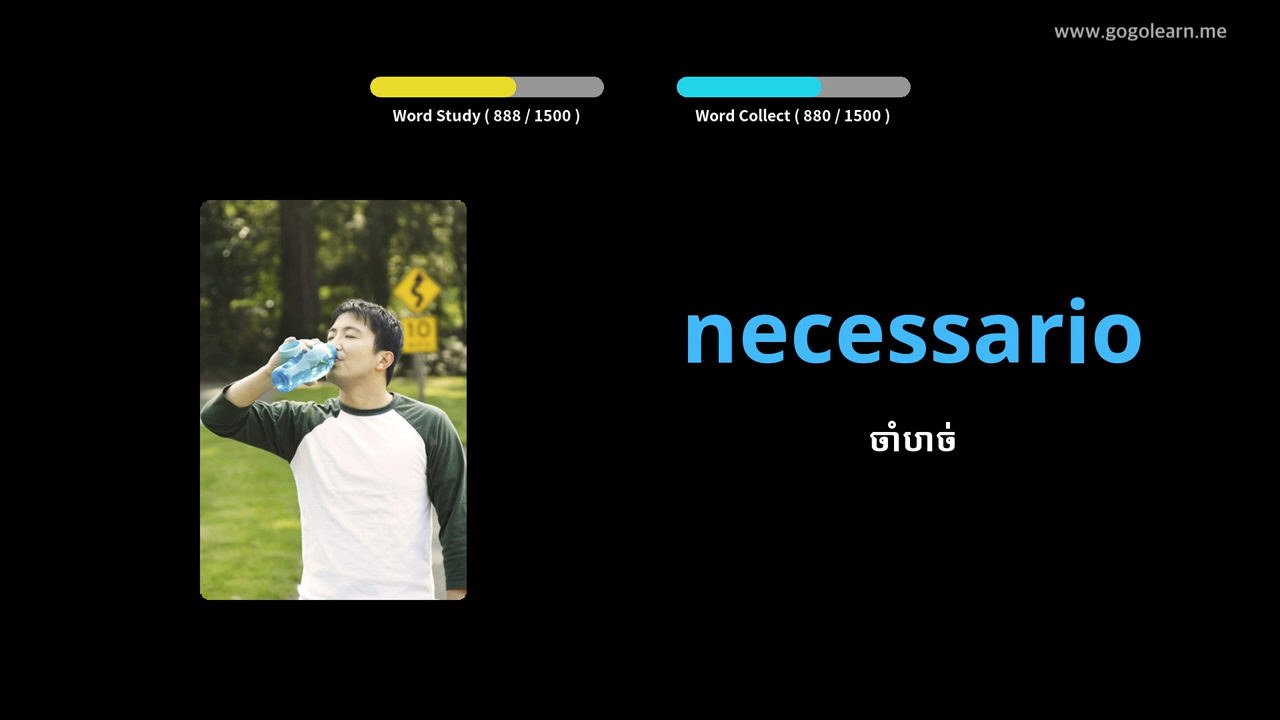 www.gogolearn.me
Word Study ( 888 / 1500 )
Word Collect ( 880 / 1500 )
10
necessario
ចាំបាច់